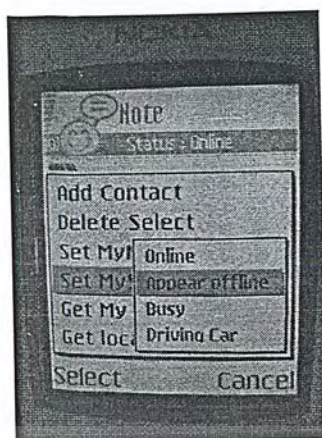 NOKIA
Note
Status : Online
Add Contact
Delete Select
Set My
Online
Set My
Appear offline
Get My
Busy
Get loca
Driving Car
Select
Cancel